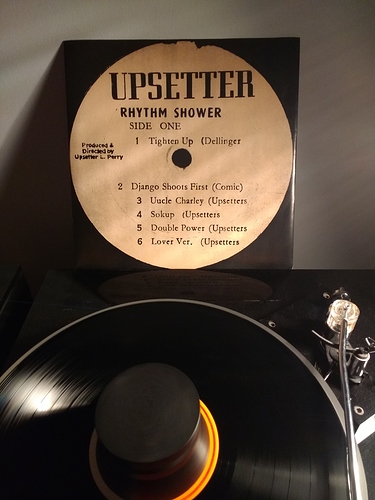 UPSETTER
RHYTHM SHOWER
SIDE ONE
1 Tighten Up (Dellinger
Produced &
Directed by
Upsetter L. Perry
2 Django Shoots First (Comic)
3 Uucle Charley (Upsetters
4 Sokup (Upsetters
5 Double Power (Upsetters
6 Lover Ver. (Upsetters